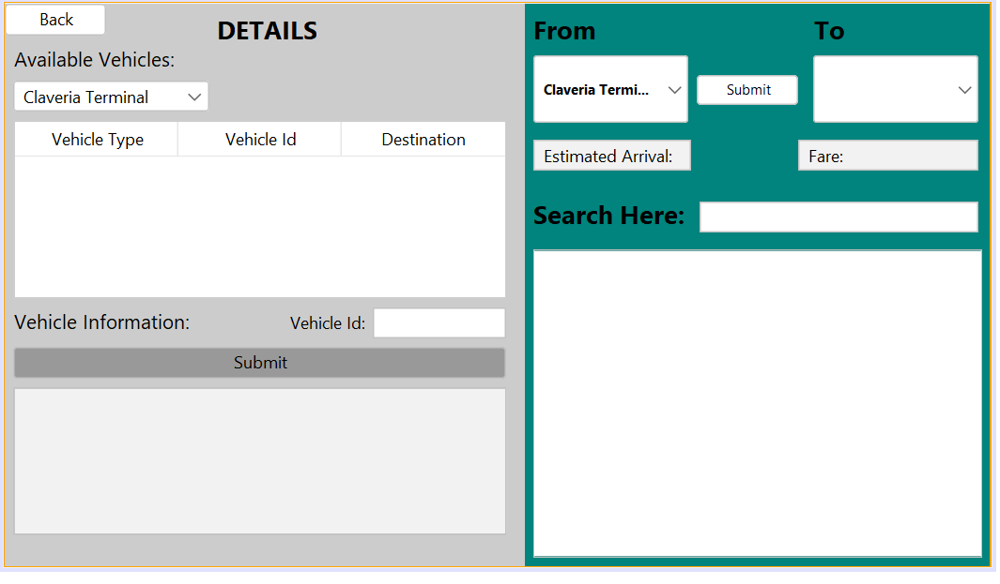 Back
DETAILS
Available Vehicles:
Claveria Terminal
Vehicle Type Vehicle Id Destination
Vehicle Information: Vehicle Id:
Submit
From To
Claveria Termi... Submit
Estimated Arrival: Fare:
Search Here: